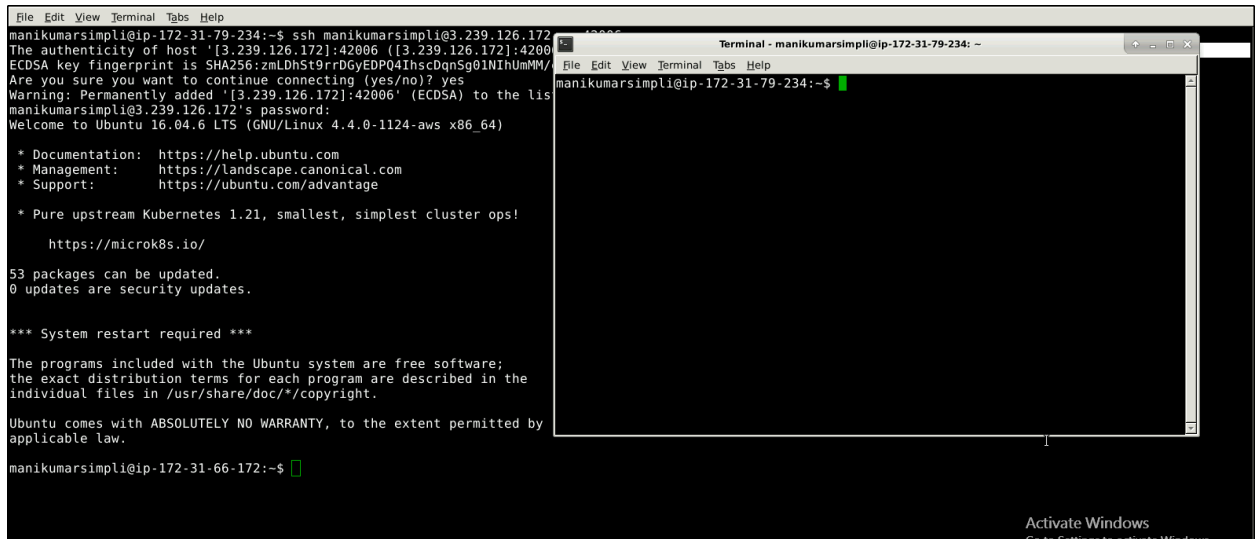 File Edit View Terminal Tabs Help
manikumarsimpli@ip-172-31-79-234:~$ ssh manikumarsimpli@3.239.126.172
The authenticity of host '[3.239.126.172]:42006 ([3.239.126.172]:4200
ECDSA key fingerprint is SHA256:zmLDhSt9rrDGyEDPQ4IhscDqnSg01NIhUmMM/
Are you sure you want to continue connecting (yes/no)? yes
Warning: Permanently added '[3.239.126.172]:42006' (ECDSA) to the lis
manikumarsimpli@3.239.126.172's password:
Welcome to Ubuntu 16.04.6 LTS (GNU/Linux 4.4.0-1124-aws x86_64)
* Documentation: https://help.ubuntu.com
* Management: https://landscape.canonical.com
* Support: https://ubuntu.com/advantage
* Pure upstream Kubernetes 1.21, smallest, simplest cluster ops!
https://microk8s.io/
53 packages can be updated.
0 updates are security updates.
*** System restart required ***
The programs included with the Ubuntu system are free software;
the exact distribution terms for each program are described in the
individual files in /usr/share/doc/*/copyright.
Ubuntu comes with ABSOLUTELY NO WARRANTY, to the extent permitted by
applicable law.
manikumarsimpli@ip-172-31-66-172:~$
Terminal - manikumarsimpli@ip-172-31-79-234: ~
File Edit View Terminal Tabs Help
manikumarsimpli@ip-172-31-79-234:~$
Activate Windows